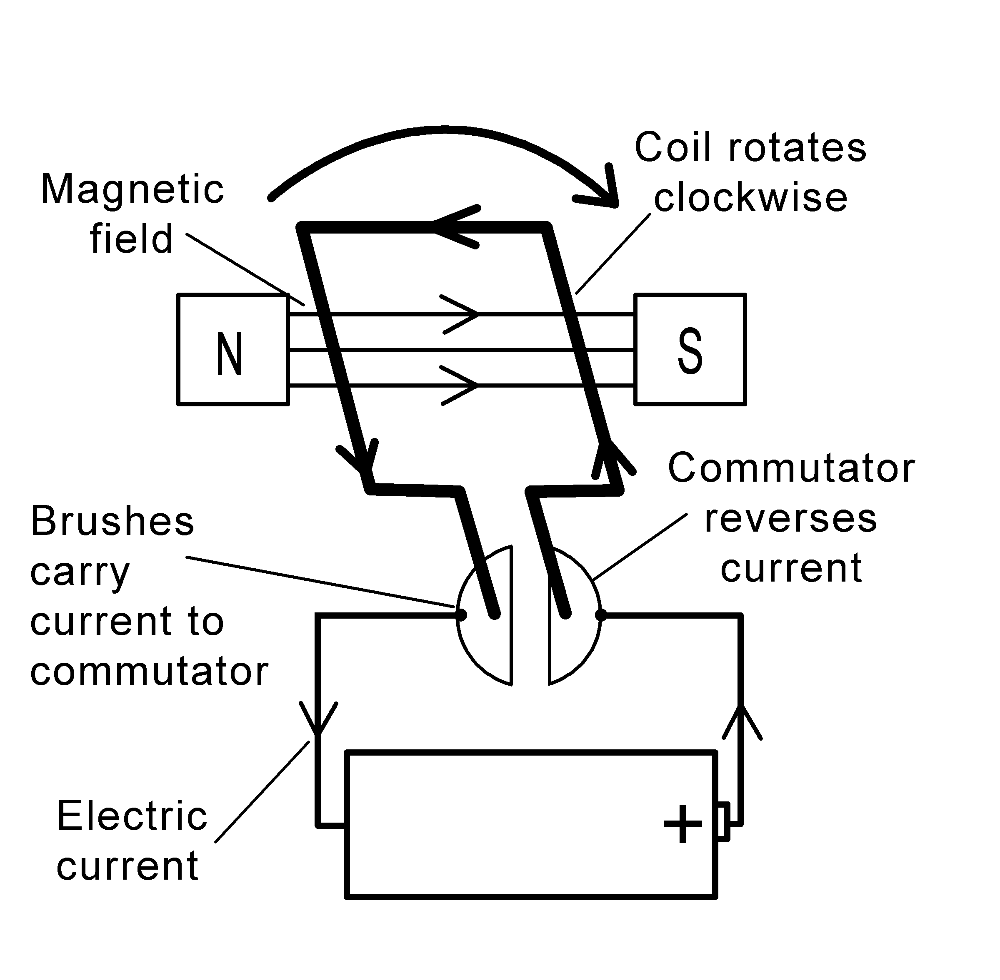 Coil rotates
clockwise
Magnetic
field
N
S
Commutator
reverses
current
Brushes
carry
current to
commutator
Electric
current
+